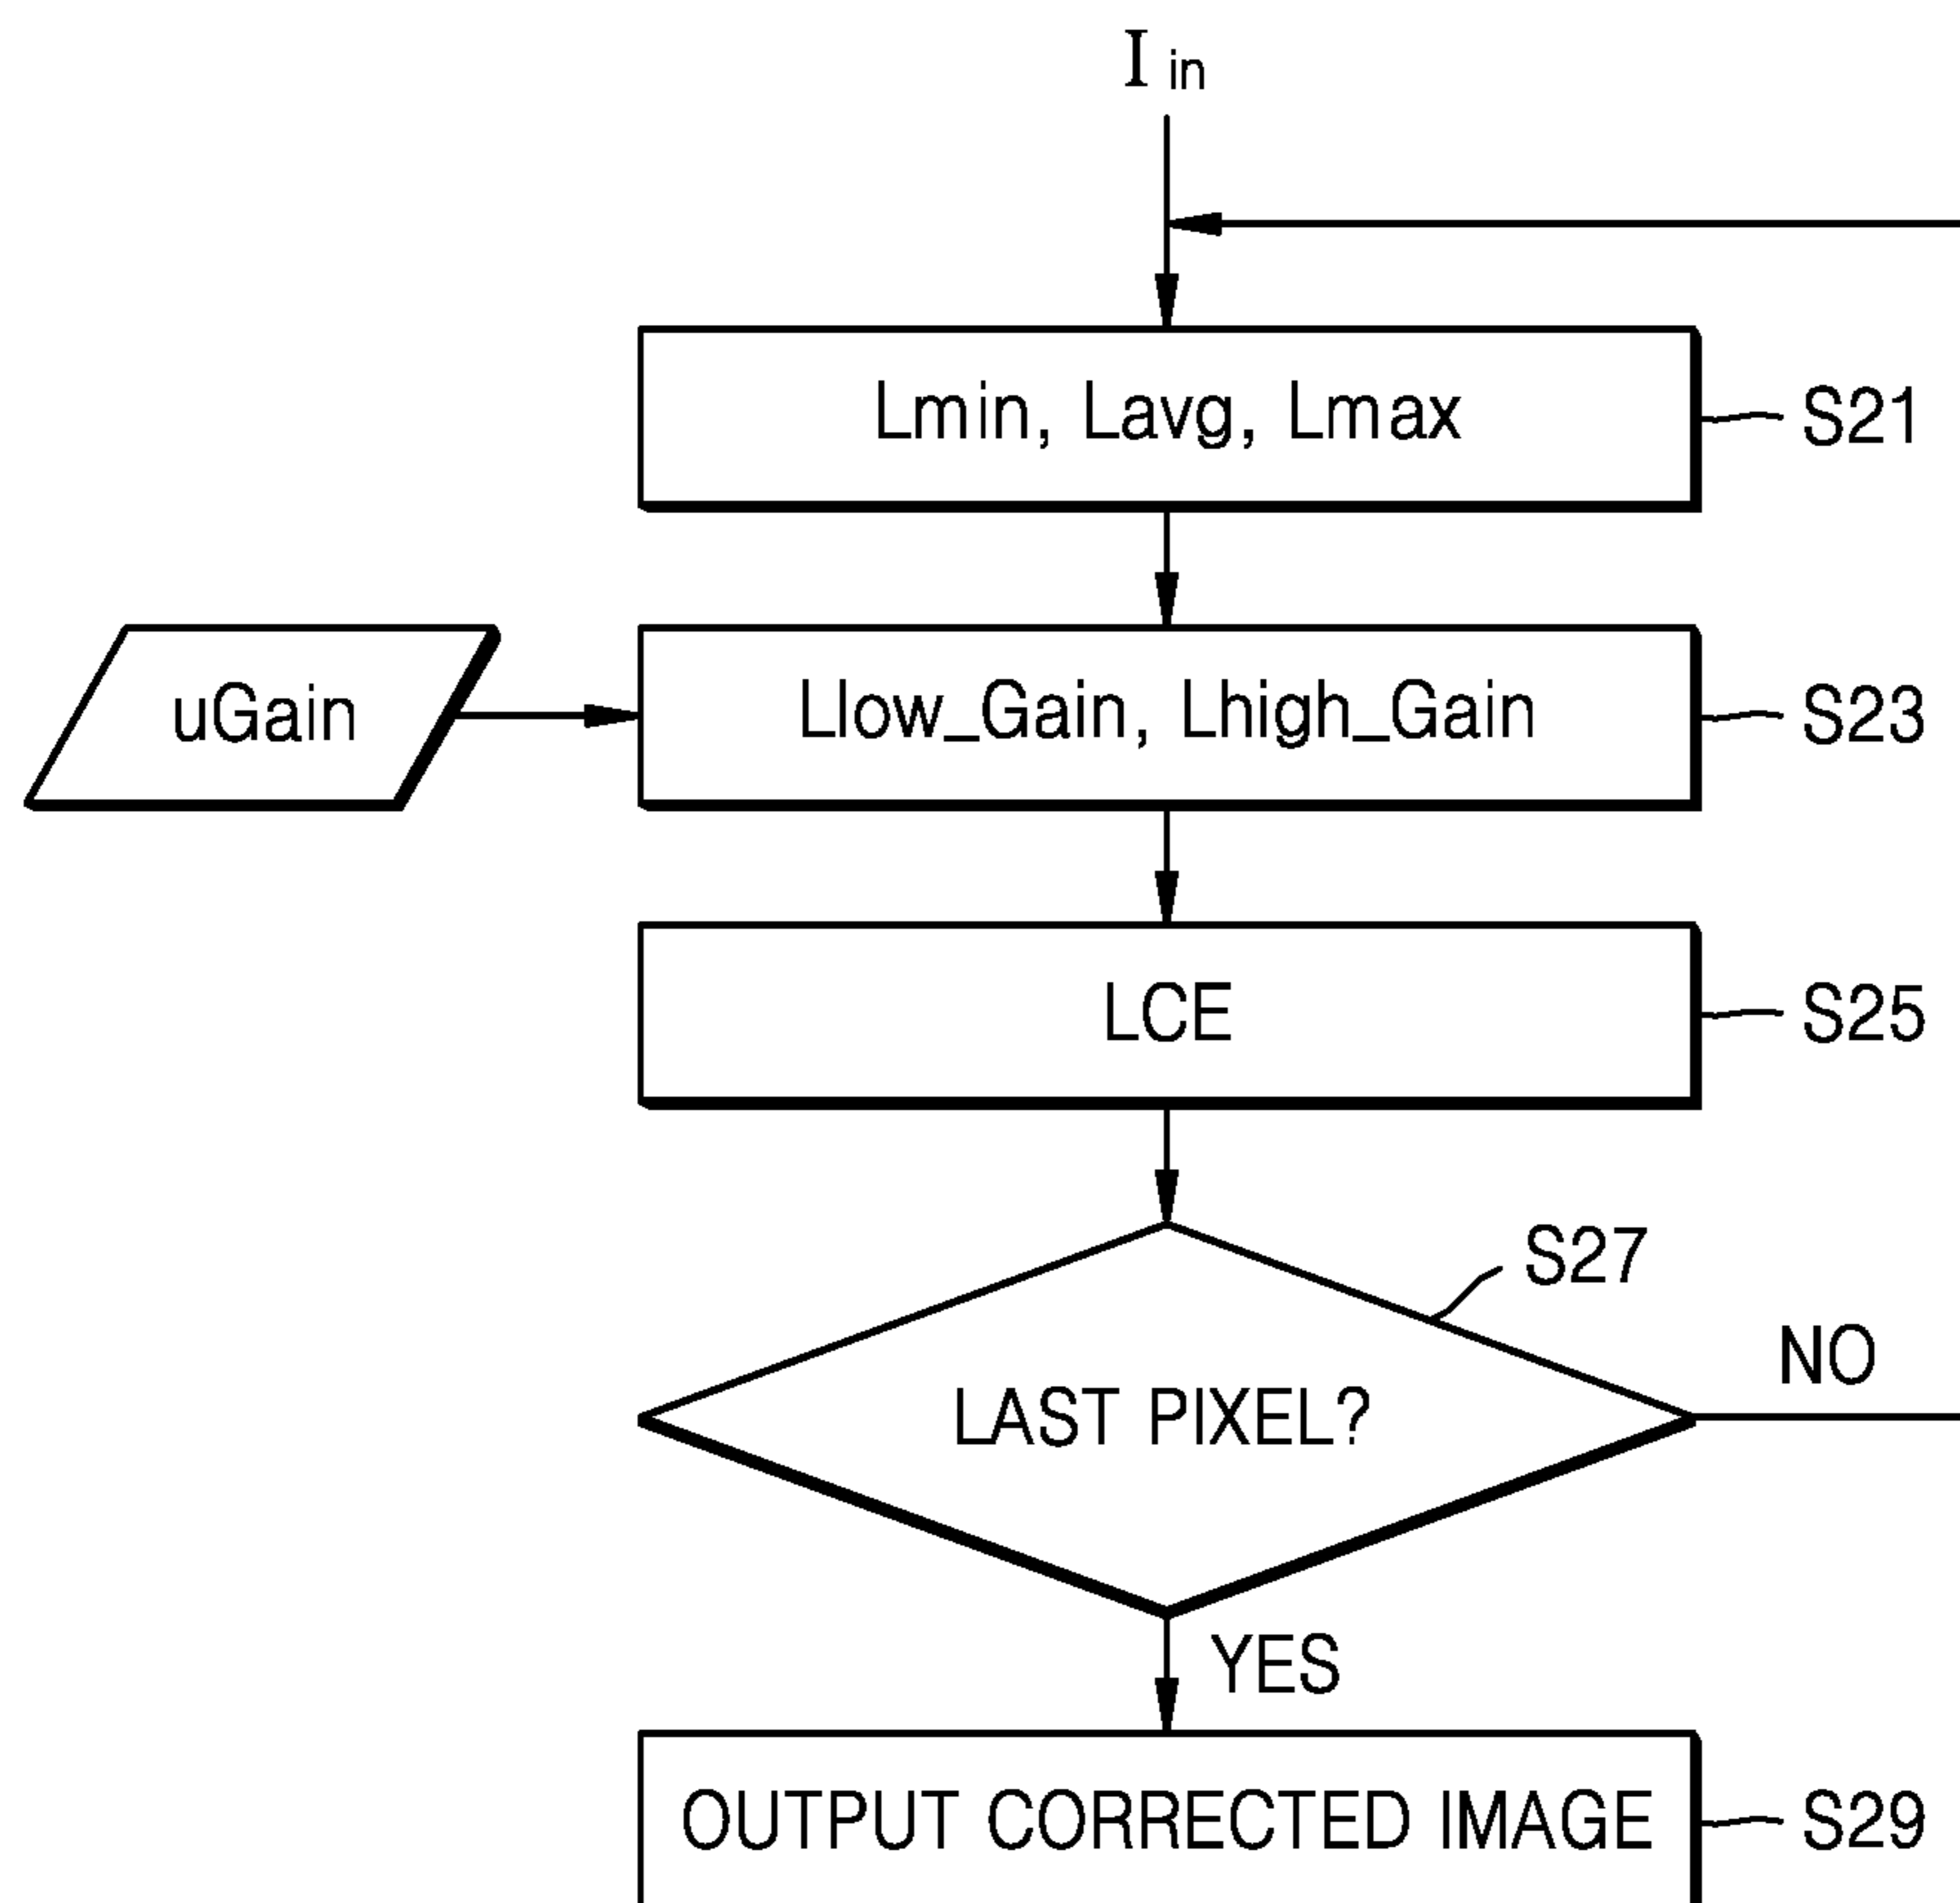 I in
Lmin, Lavg, Lmax
S21
uGain
Llow_Gain, Lhigh_Gain
S23
LCE
S25
S27
LAST PIXEL?
NO
YES
OUTPUT CORRECTED IMAGE
S29